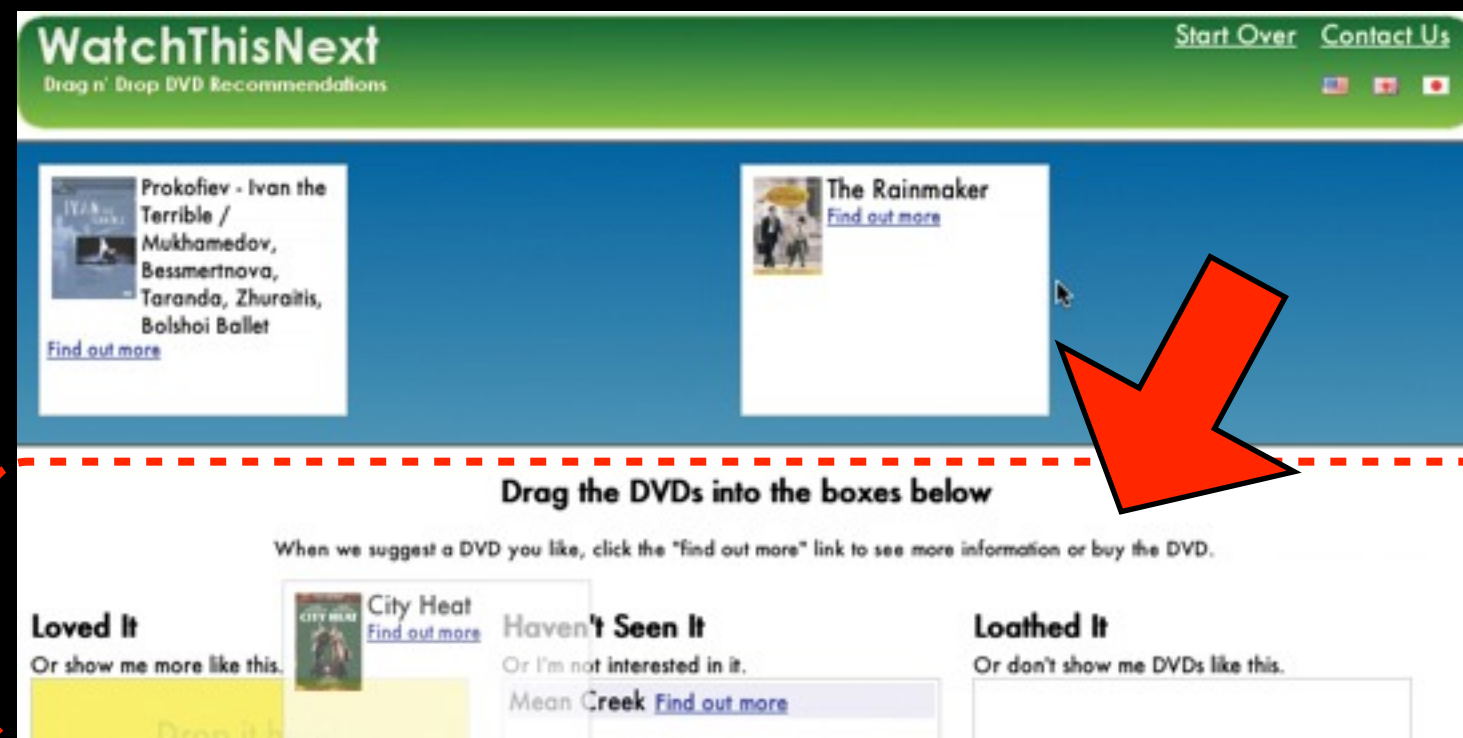 WatchThisNext
Drag n' Drop DVD Recommendations
Start Over Contact Us
Prokofiev - Ivan the
Terrible /
Mukhamedov,
Bessmertnova,
Taranda, Zhuraitis,
Bolshoi Ballet
Find out more
The Rainmaker
Find out more
Drag the DVDs into the boxes below
When we suggest a DVD you like, click the "find out more" link to see more information or buy the DVD.
City Heat
Find out more
Loved It
Or show me more like this.
Drop it
Haven't Seen It
Or I'm not interested in it.
Mean Creek Find out more
Loathed It
Or don't show me DVDs like this.